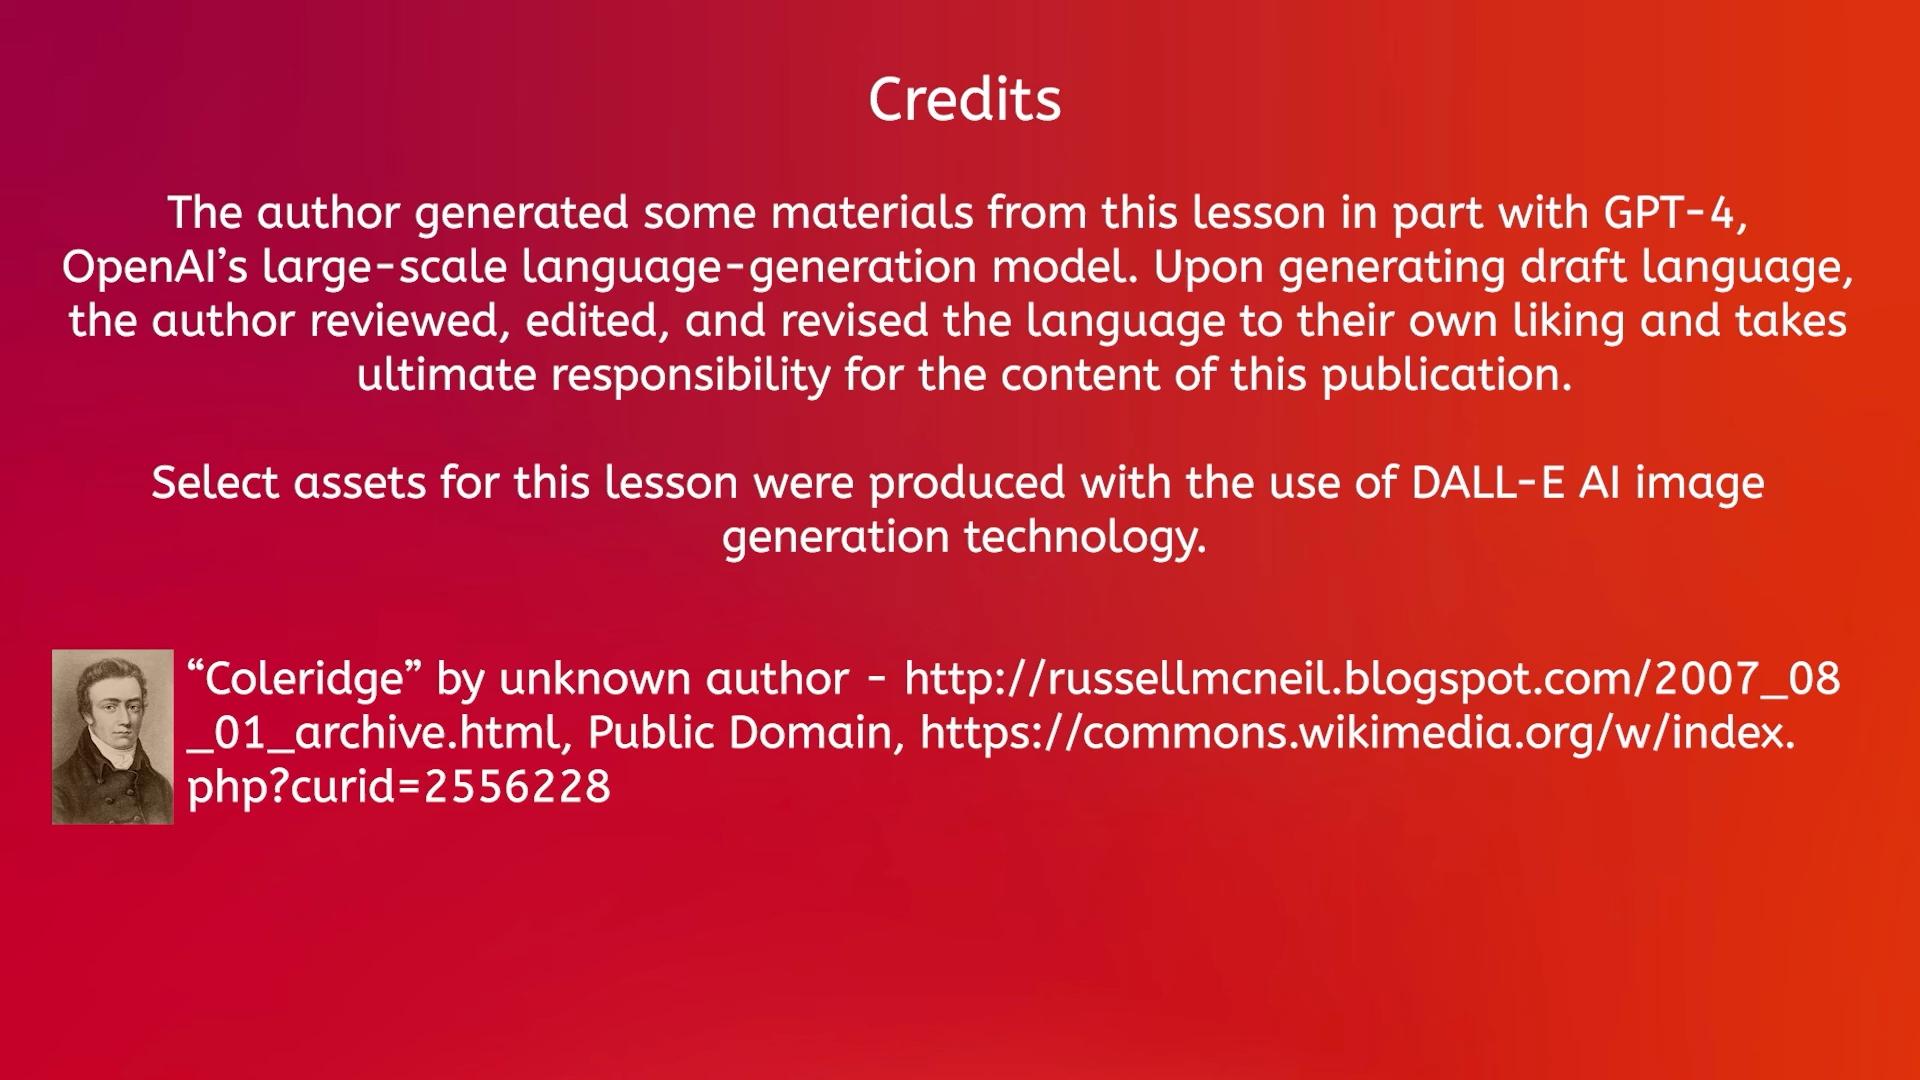 Credits
The author generated some materials from this lesson in part with GPT-4,
OpenAI’s large-scale language-generation model. Upon generating draft language,
the author reviewed, edited, and revised the language to their own liking and takes
ultimate responsibility for the content of this publication.
Select assets for this lesson were produced with the use of DALL-E AI image
generation technology.
“Coleridge” by unknown author - http://russellmcneil.blogspot.com/2007_08
_01_archive.html, Public Domain, https://commons.wikimedia.org/w/index.
php?curid=2556228